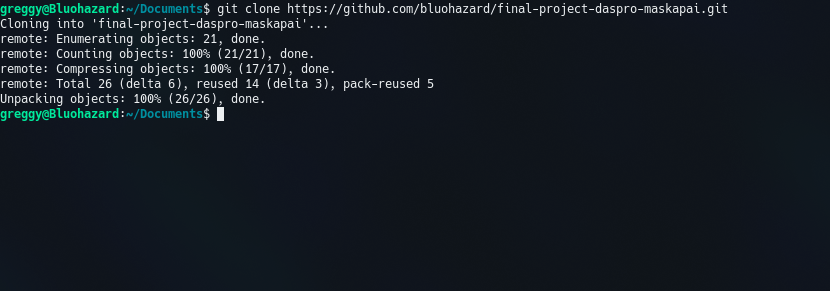 greggy@Bluohazard:~/Documents$ git clone https://github.com/bluohazard/final-project-daspro-maskapai.git
Cloning into 'final-project-daspro-maskapai'...
remote: Enumerating objects: 21, done.
remote: Counting objects: 100% (21/21), done.
remote: Compressing objects: 100% (17/17), done.
remote: Total 26 (delta 6), reused 14 (delta 3), pack-reused 5
Unpacking objects: 100% (26/26), done.
greggy@Bluohazard:~/Documents$